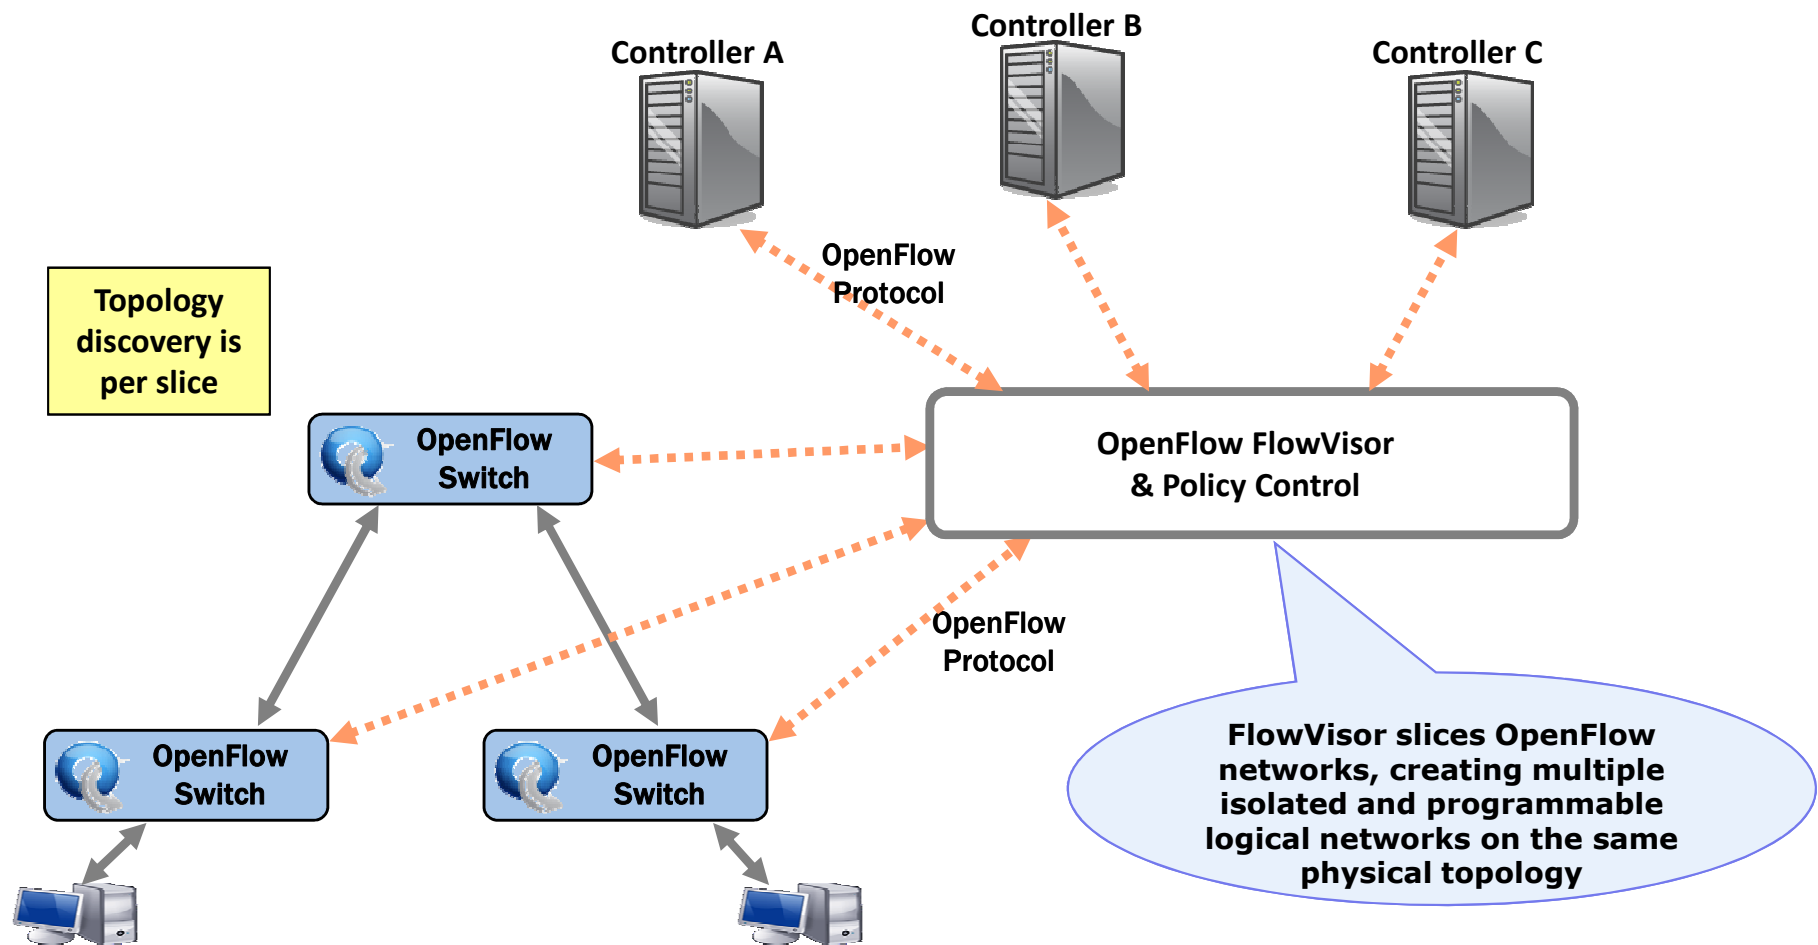 Controller A
Controller B
Controller C
OpenFlow
Protocol
Topology
discovery is
per slice
OpenFlow
Switch
OpenFlow FlowVisor
& Policy Control
OpenFlow
Protocol
OpenFlow
Switch
OpenFlow
Switch
FlowVisor slices OpenFlow
networks, creating multiple
isolated and programmable
logical networks on the same
physical topology